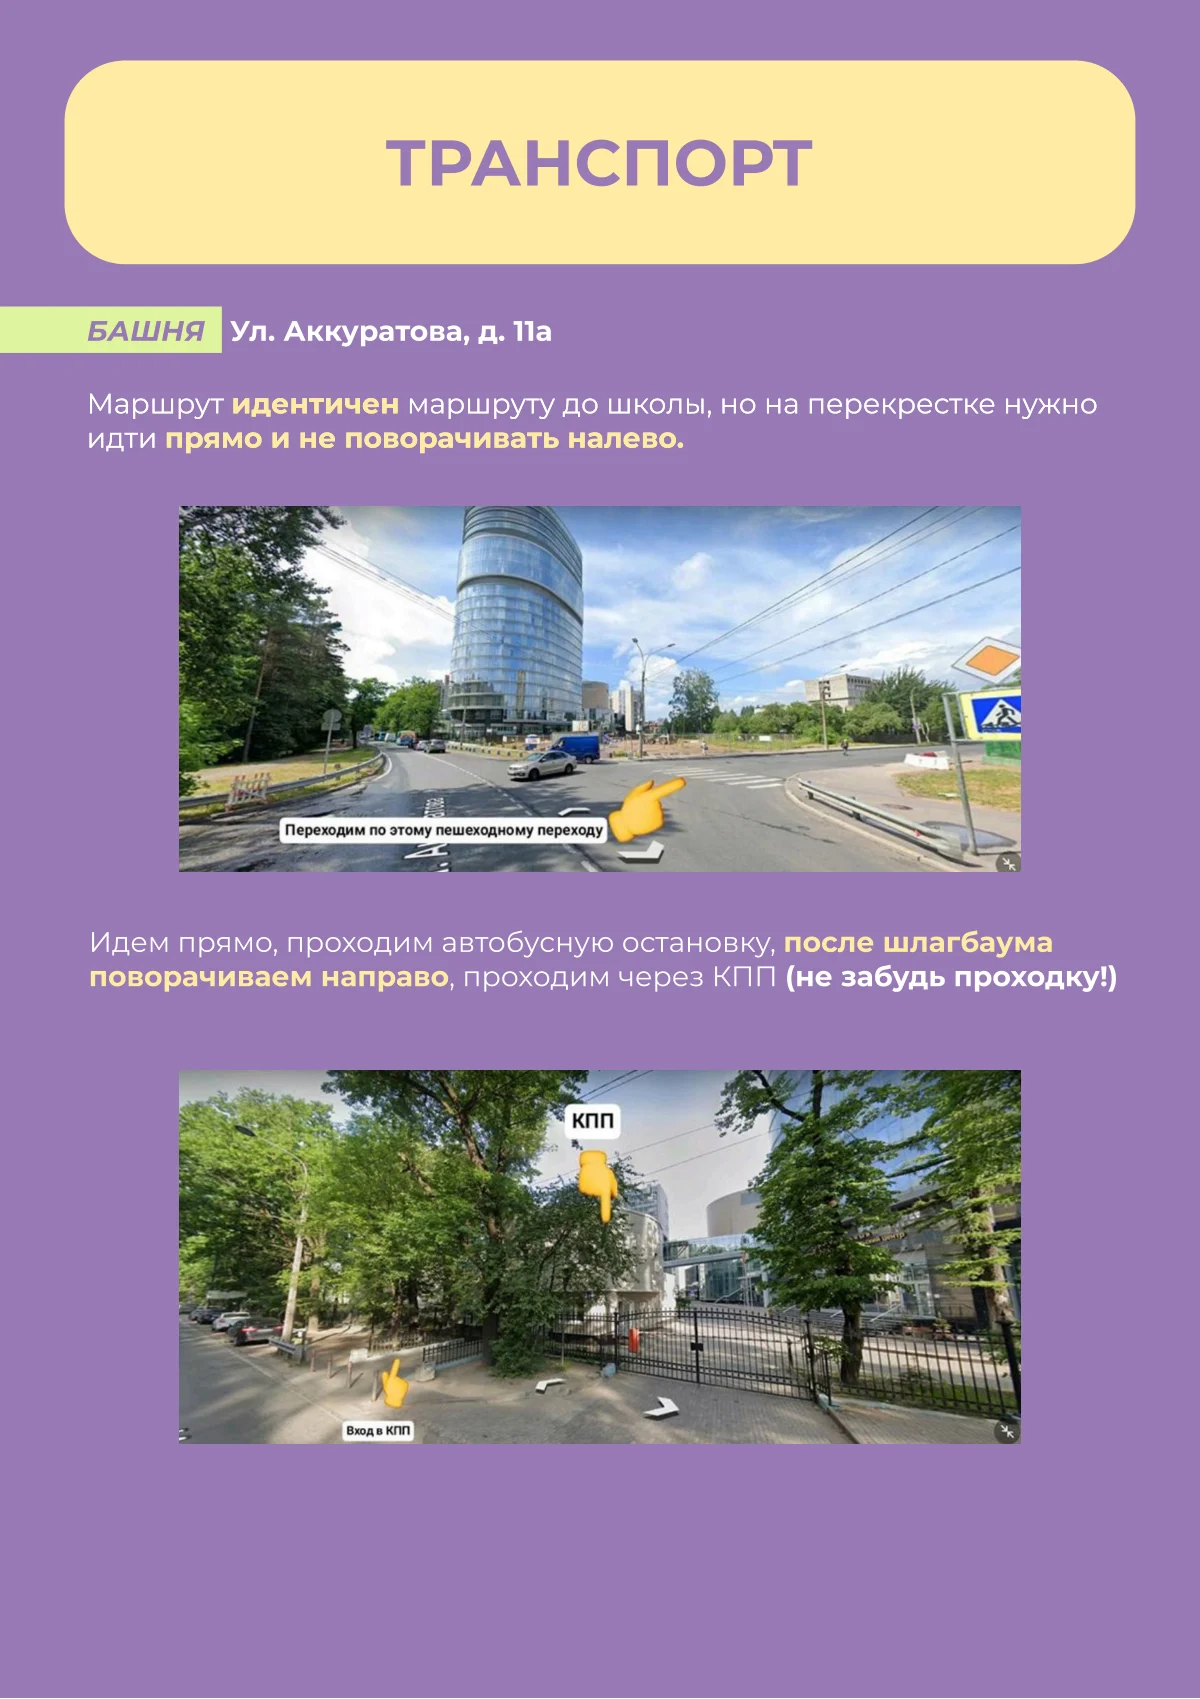 ТРАНСПОРТ
БАШНЯ Ул. Аккуратова, д. 11а
Маршрут идентичен маршруту до школы, но на перекрестке нужно
идти прямо и не поворачивать налево.
Переходим по этому пешеходному переходу
Идем прямо, проходим автобусную остановку, после шлагбаума
поворачиваем направо, проходим через КПП (не забудь проходку!)
КПП
Вход в КПП